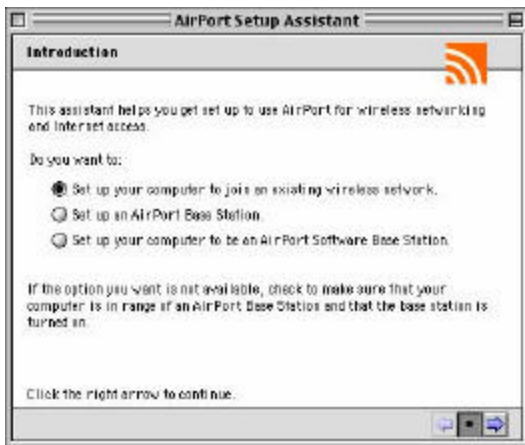 AirPort Setup Assistant
Introduction
This assistant helps you get set up to use AirPort for wireless networking
and Internet access.
Do you want to:
Set up your computer to join an existing wireless network.
Set up an AirPort Base Station.
Set up your computer to be an AirPort Software Base Station.
If the option you want is not available, check to make sure that your
computer is in range of an AirPort Base Station and that the base station is
turned on.
Click the right arrow to continue.